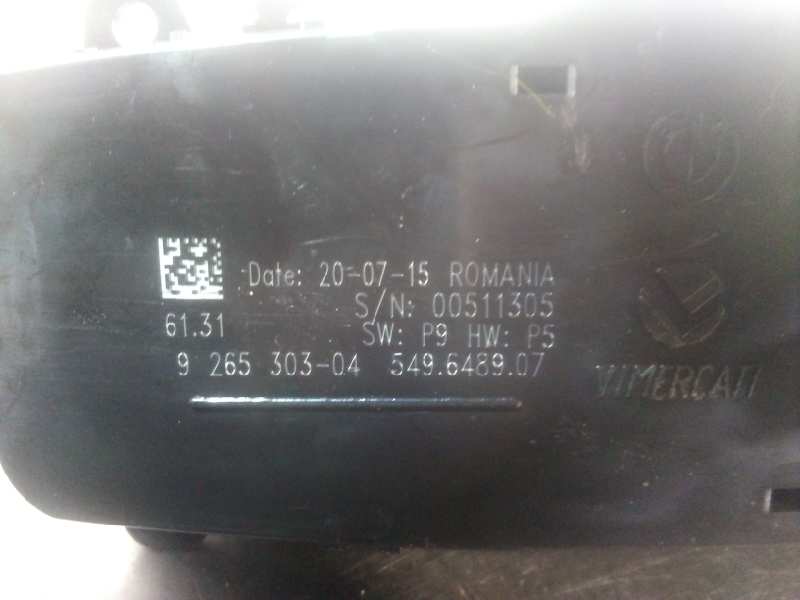 Date: 20-07-15 ROMANIA
S/N: 00511305
61.31
SW: P9 HW: P5
9 265 303-04 549.6489.07
VIMERCATI